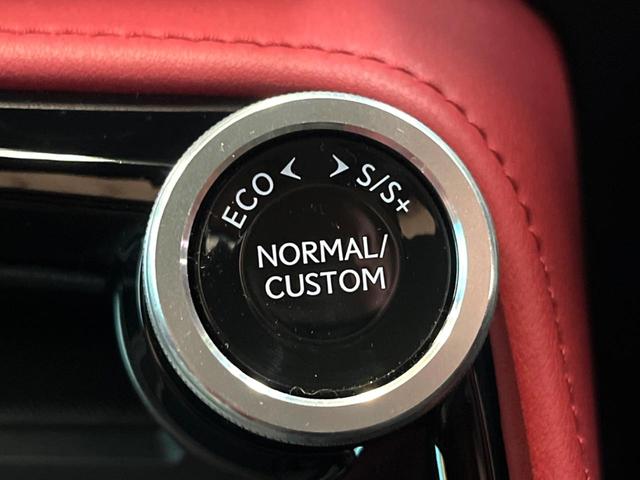 ECO < > S/S+
NORMAL/
CUSTOM